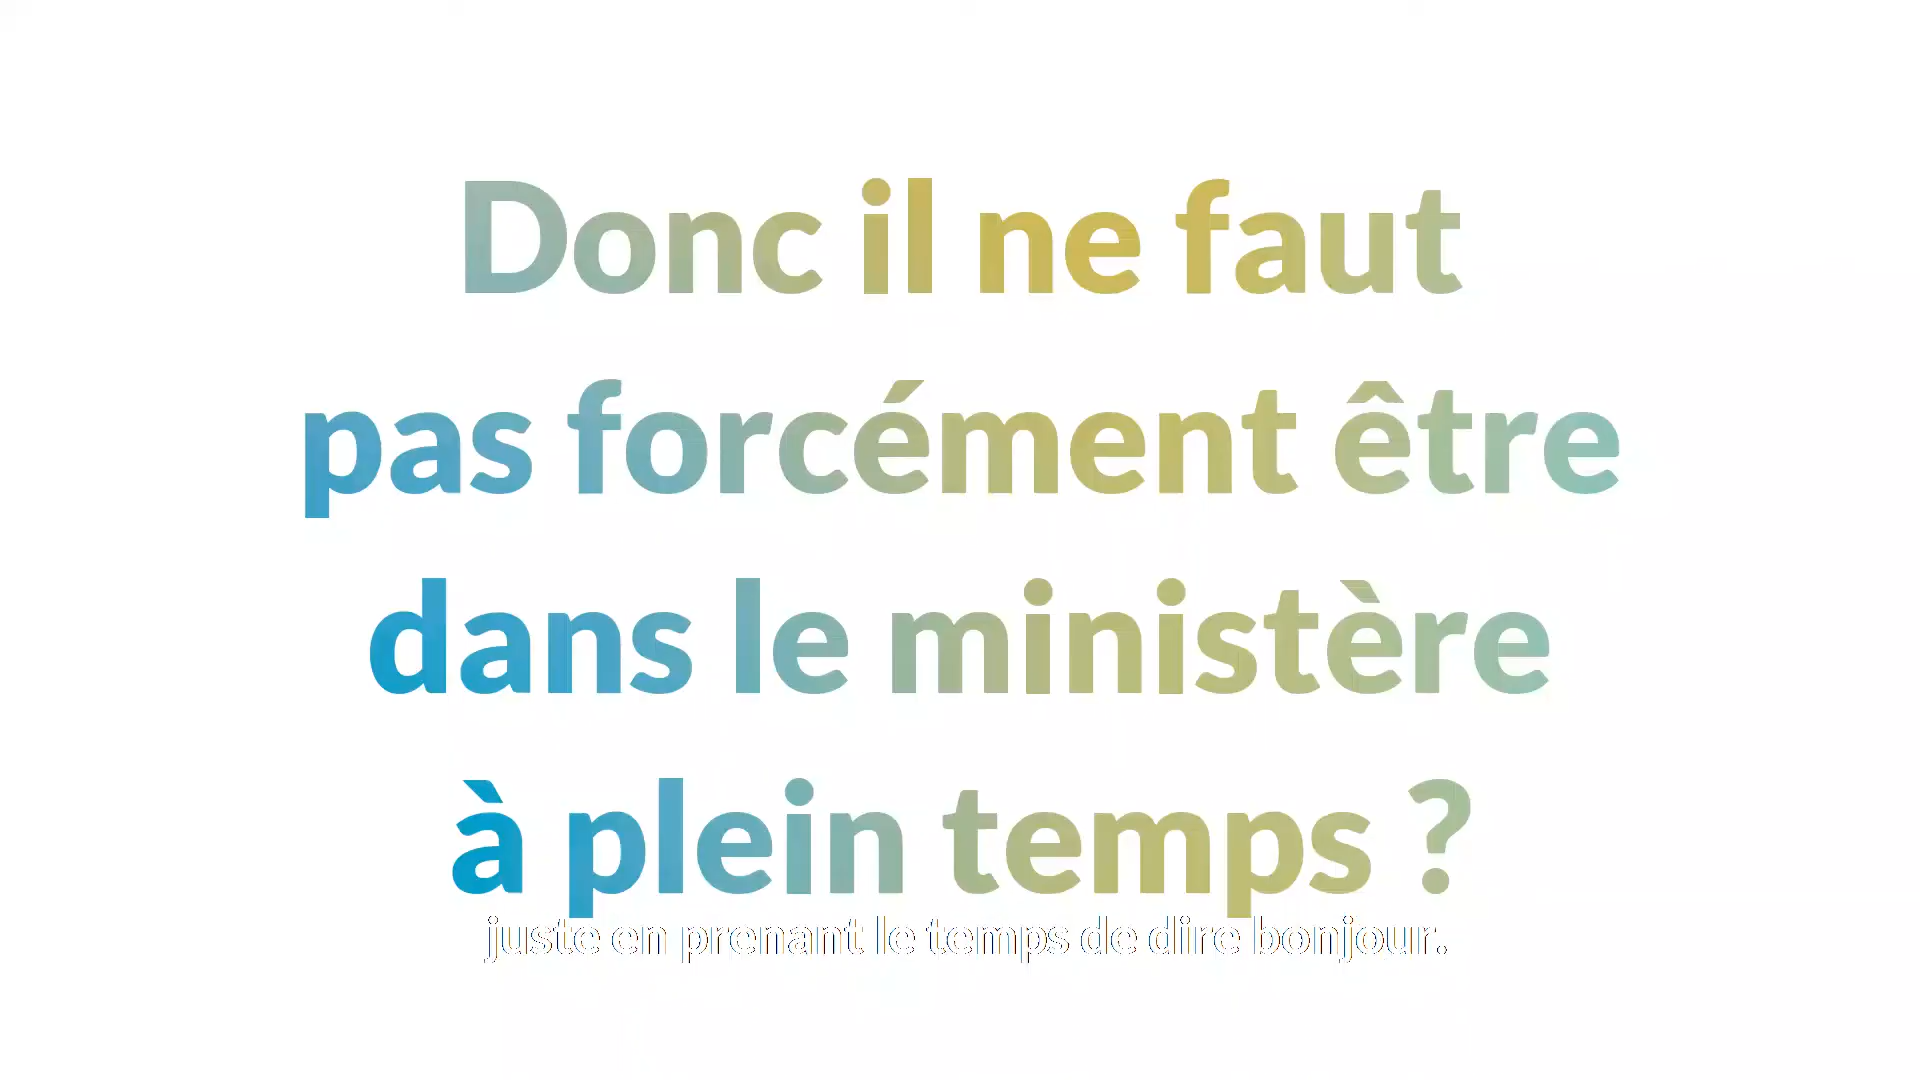 Donc il ne faut
pas forcément être
dans le ministère
à plein temps ?
juste en prenant le temps de dire bonjour.